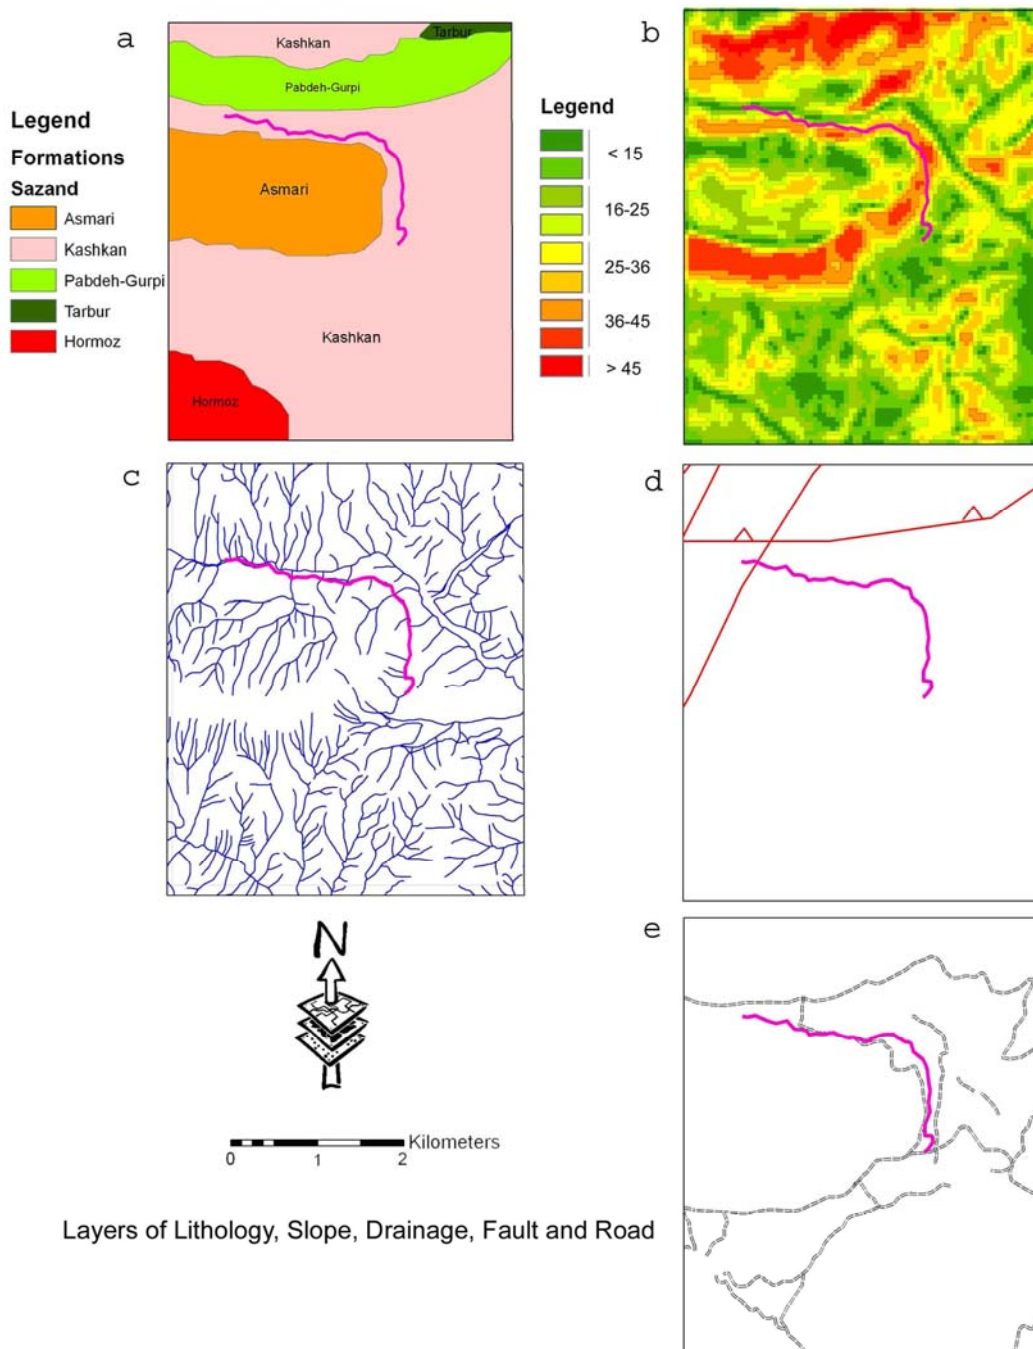 a
Kashkan
Tarbur
Pabdeh-Gurpi
Asmari
Kashkan
Hormoz
Legend
Formations
Sazand
Asmari
Kashkan
Pabdeh-Gurpi
Tarbur
Hormoz
b
Legend
< 15
16-25
25-36
36-45
> 45
c
d
e
N
Kilometers
0 1 2
Layers of Lithology, Slope, Drainage, Fault and Road